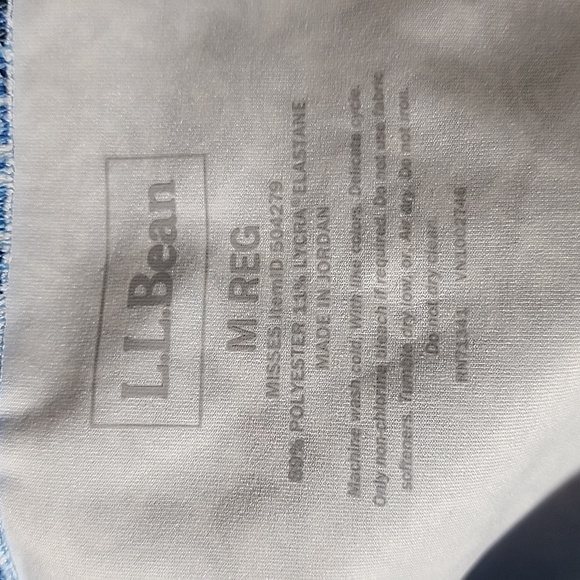 L.L.Bean
M REG
MISSES ItemID 504279
89% POLYESTER 11% LYCRA® ELASTANE
MADE IN JORDAN
Machine wash cold. With like colors. Delicate cycle.
Only non-chlorine bleach if required. Do not use fabric
softeners. Tumble dry low, or. Air dry. Do not iron.
Do not dry clean.
RN71341 VN1002746